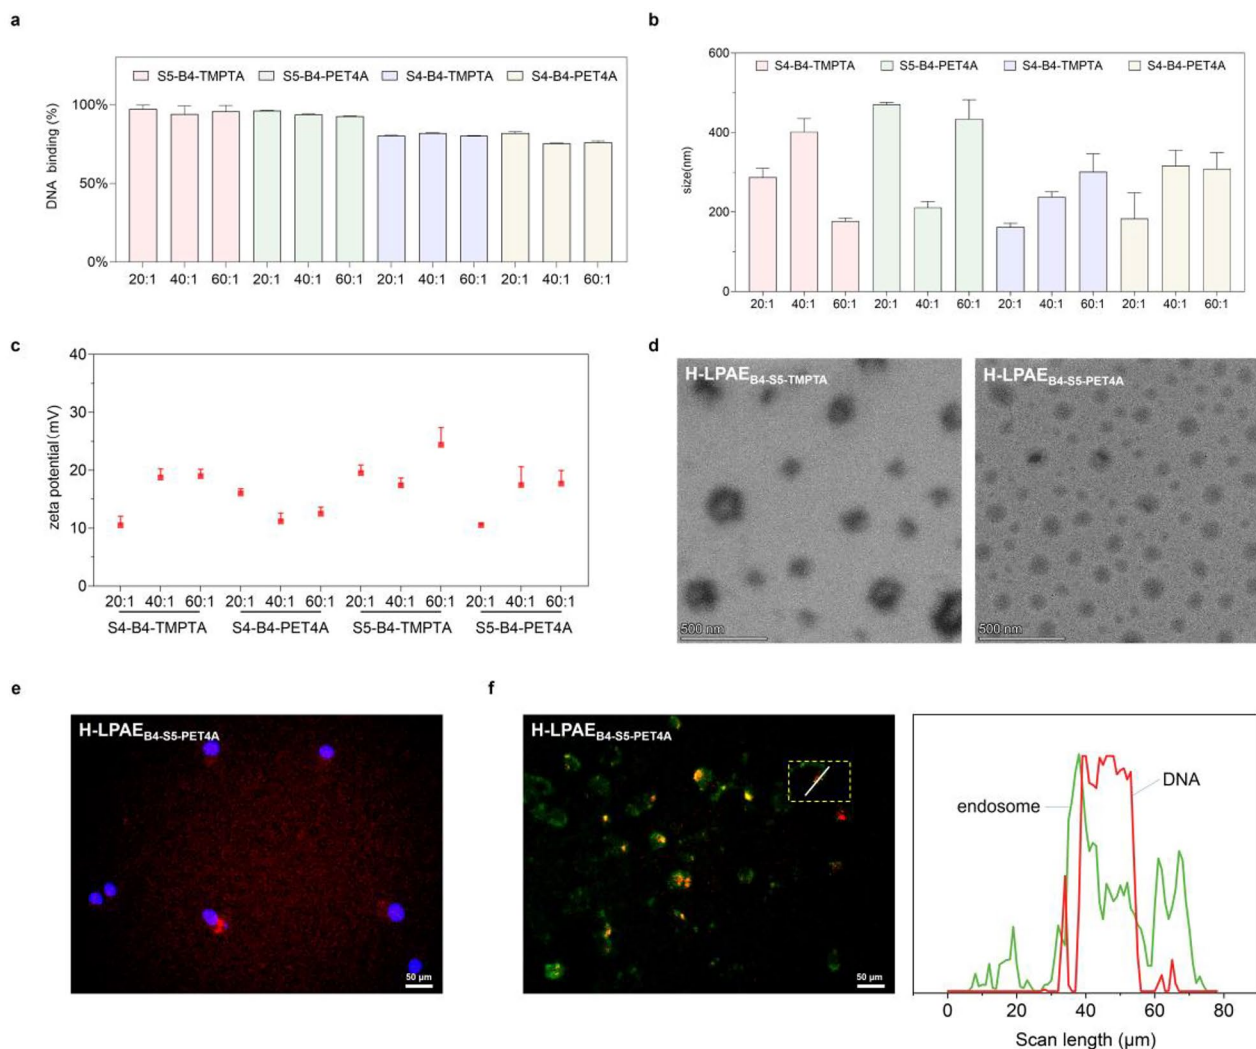 a
S5-B4-TMPTA S5-B4-PET4A S4-B4-TMPTA S4-B4-PET4A
DNA binding (%)
100%
50%
0%
20:1 40:1 60:1 20:1 40:1 60:1 20:1 40:1 60:1 20:1 40:1 60:1
b
S4-B4-TMPTA S5-B4-PET4A S4-B4-TMPTA S4-B4-PET4A
size(nm)
600
400
200
0
20:1 40:1 60:1 20:1 40:1 60:1 20:1 40:1 60:1 20:1 40:1 60:1
c
zeta potential(mV)
40
30
20
10
0
20:1 40:1 60:1 20:1 40:1 60:1 20:1 40:1 60:1 20:1 40:1 60:1
S4-B4-TMPTA S4-B4-PET4A S5-B4-TMPTA S5-B4-PET4A
d
H-LPAE B4-S5-TMPTA
500 nm
H-LPAE B4-S5-PET4A
500 nm
e
H-LPAE B4-S5-PET4A
50 μm
f
H-LPAE B4-S5-PET4A
50 μm
endosome
DNA
0 20 40 60 80
Scan length (μm)